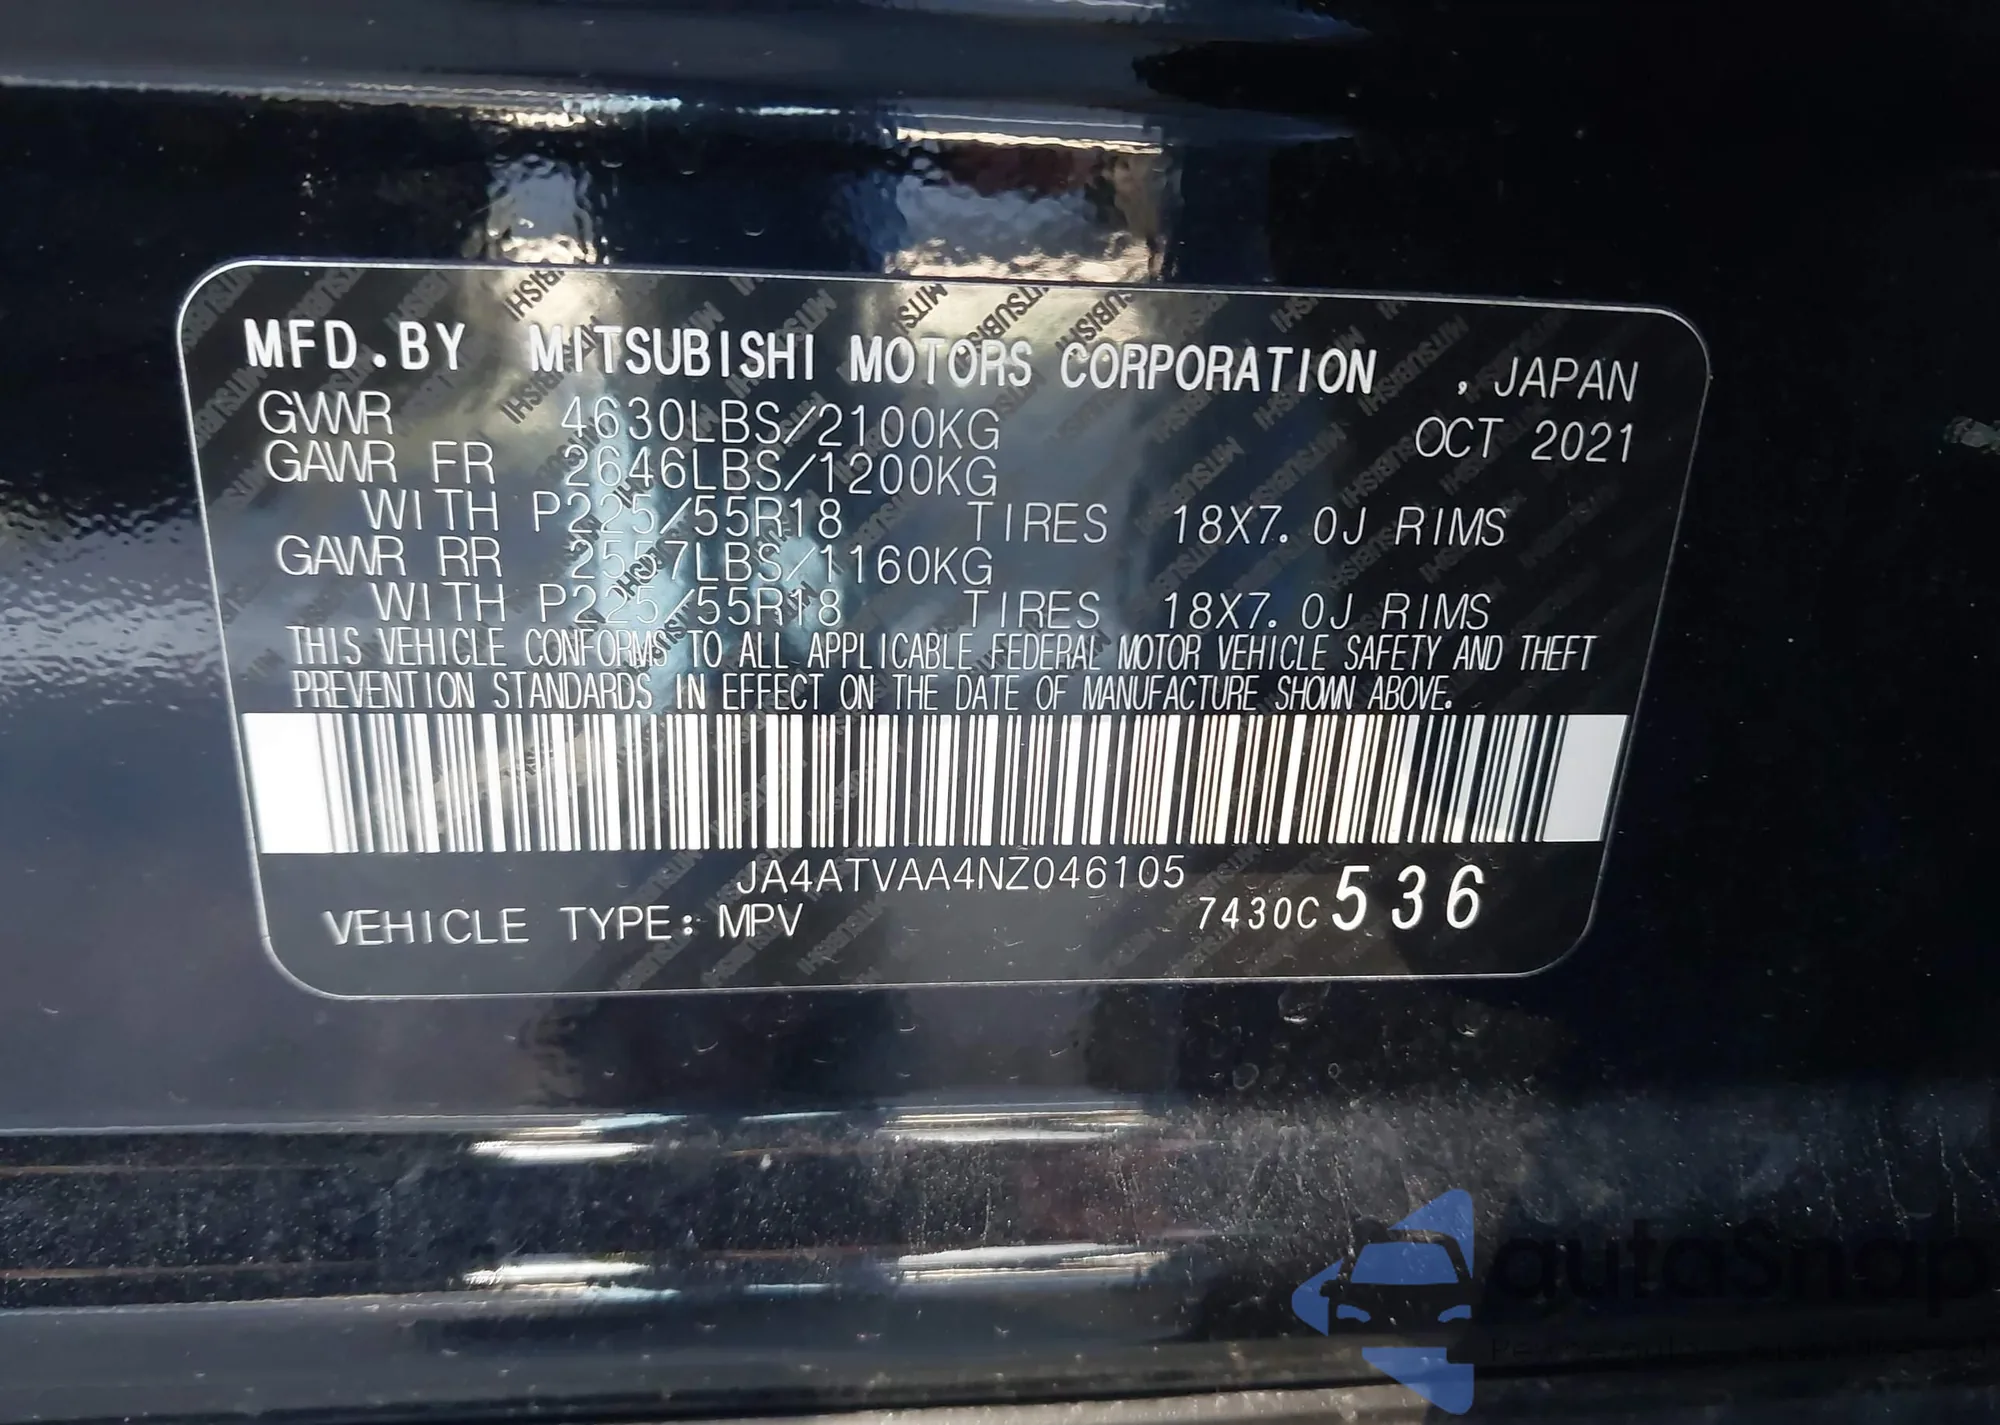 MFD.BY MITSUBISHI MOTORS CORPORATION , JAPAN
GVWR 4630LBS/2100KG OCT 2021
GAWR FR 2646LBS/1200KG
WITH P225/55R18 TIRES 18X7.0J RIMS
GAWR RR 2557LBS/1160KG
WITH P225/55R18 TIRES 18X7.0J RIMS
THIS VEHICLE CONFORMS TO ALL APPLICABLE FEDERAL MOTOR VEHICLE SAFETY AND THEFT
PREVENTION STANDARDS IN EFFECT ON THE DATE OF MANUFACTURE SHOWN ABOVE.
JA4ATVAA4NZ046105
VEHICLE TYPE: MPV 7430C 536
autoSnap